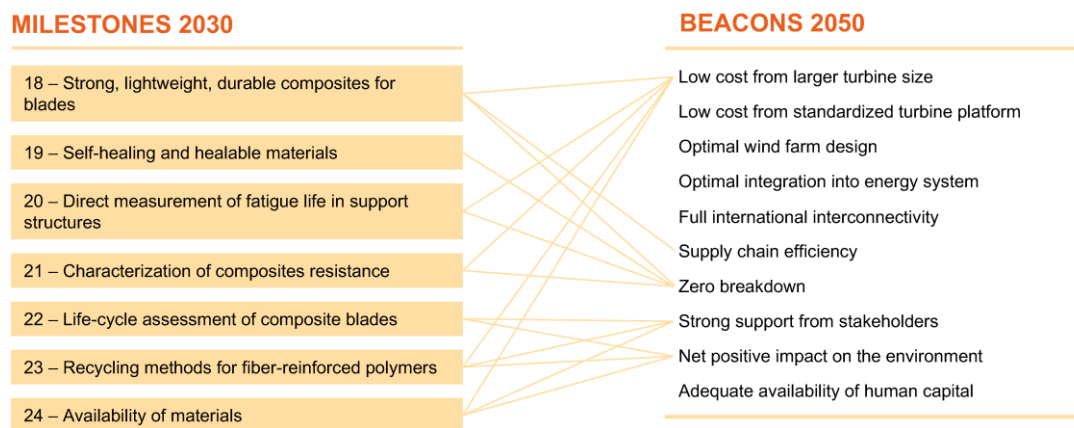 MILESTONES 2030
18 – Strong, lightweight, durable composites for
blades
19 – Self-healing and healable materials
20 – Direct measurement of fatigue life in support
structures
21 – Characterization of composites resistance
22 – Life-cycle assessment of composite blades
23 – Recycling methods for fiber-reinforced polymers
24 – Availability of materials
BEACONS 2050
Low cost from larger turbine size
Low cost from standardized turbine platform
Optimal wind farm design
Optimal integration into energy system
Full international interconnectivity
Supply chain efficiency
Zero breakdown
Strong support from stakeholders
Net positive impact on the environment
Adequate availability of human capital